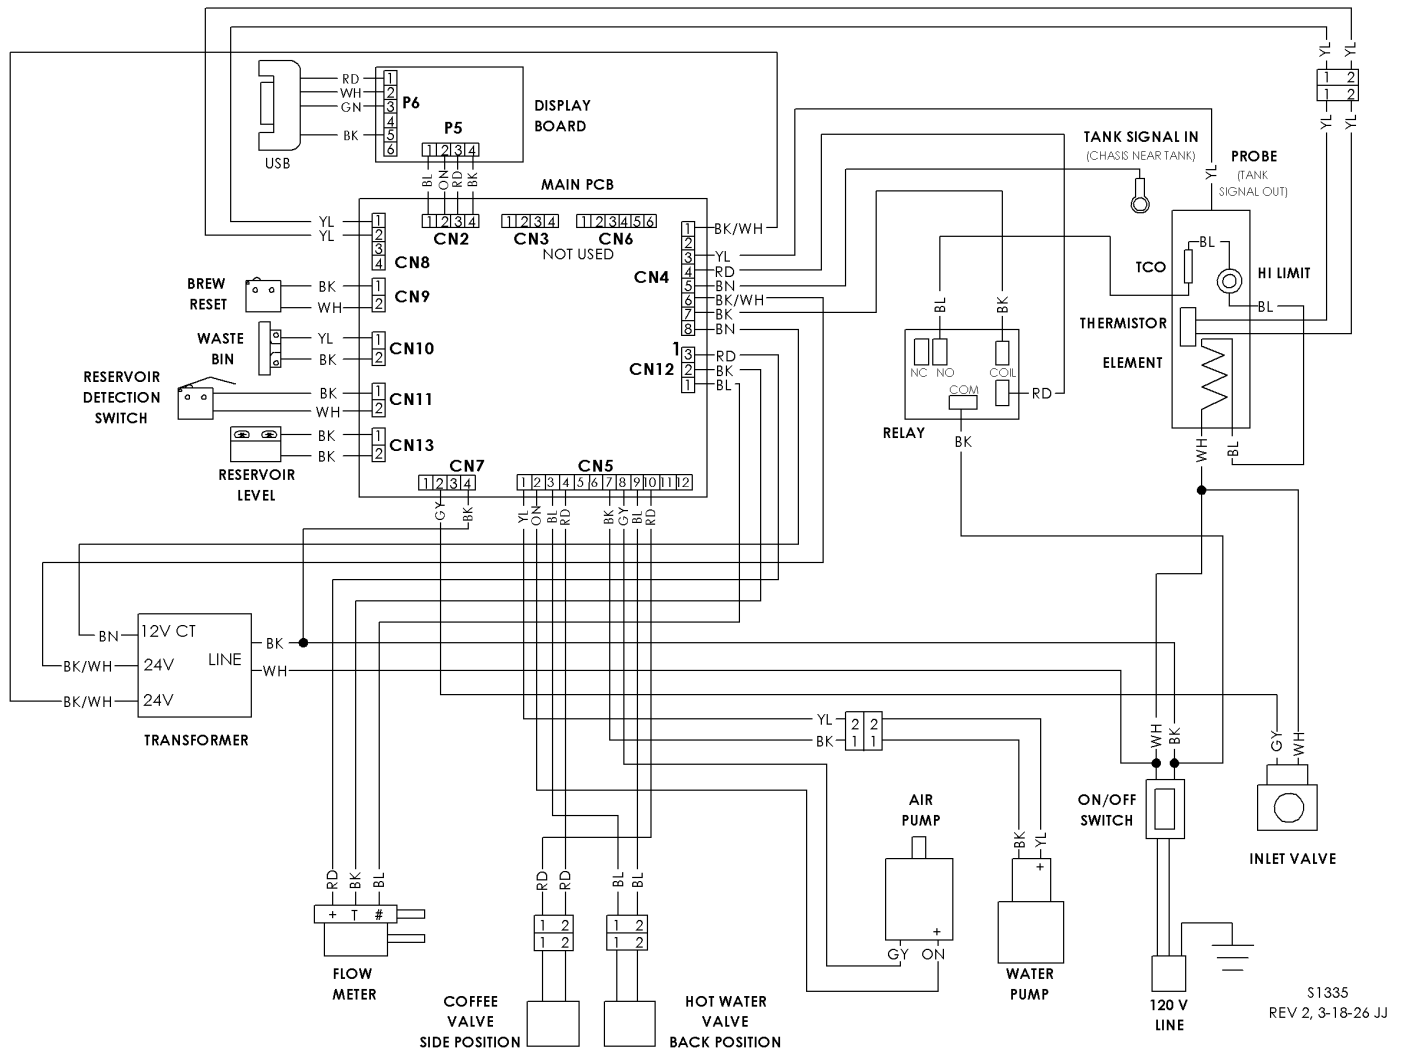 YL YL
1 2
1 2
YL YL
RD 1
WH 2
GN 3
4
BK 5
6
P6
USB
P5
1 2 3 4
DISPLAY
BOARD
BL ON RD BK
MAIN PCB
1 2 3 4
CN2
1 2 3 4
CN3
1 2 3 4 5 6
CN6
NOT USED
TANK SIGNAL IN
(CHASIS NEAR TANK)
PROBE
(TANK
SIGNAL OUT)
YL
YL 1
YL 2
3
4
CN8
BREW
RESET
BK 1
WH 2
CN9
WASTE
BIN
YL 1
BK 2
CN10
RESERVOIR
DETECTION
SWITCH
BK 1
WH 2
CN11
BK 1
BK 2
CN13
RESERVOIR
LEVEL
CN4
1 BK/WH
2
3 YL
4 RD
5 BN
6 BK/WH
7 BK
8 BN
1
CN12
3 RD
2 BK
1 BL
BL
BK
NC NO
COIL
COM
RD
BK
RELAY
TCO
BL
HI LIMIT
BL
THERMISTOR
ELEMENT
WH
BL
CN7
1 2 3 4
GY BK
CN5
1 2 3 4 5 6 7 8 9 10 11 12
YL ON BL RD BK GY BL RD
BN 12V CT
BK/WH 24V
BK/WH 24V
LINE
BK
WH
TRANSFORMER
YL 2 2
BK 1 1
WH BK
GY WH
ON/OFF
SWITCH
INLET VALVE
AIR
PUMP
+
GY ON
BK YL
+
WATER
PUMP
RD BK BL
+ T #
FLOW
METER
RD RD
1 2
1 2
COFFEE
VALVE
SIDE POSITION
BL BL
1 2
1 2
HOT WATER
VALVE
BACK POSITION
120 V
LINE
S1335
REV 2, 3-18-26 JJ